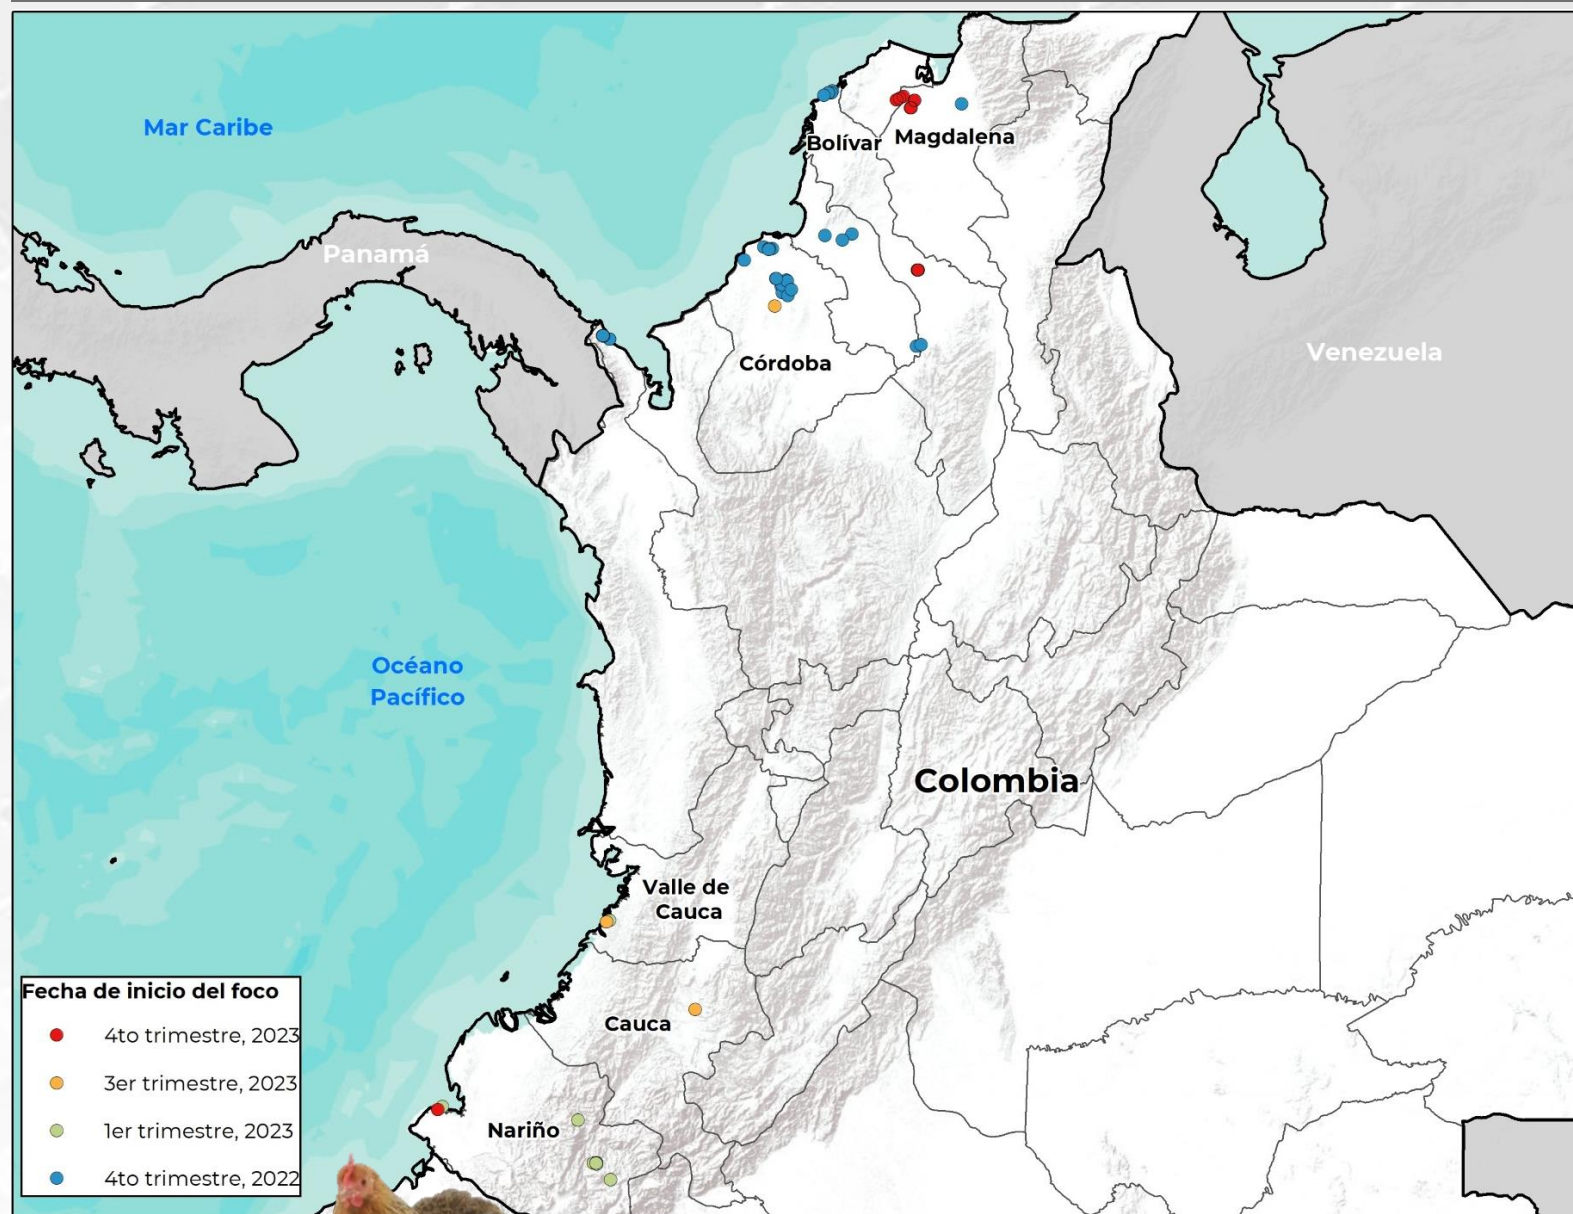 Mar Caribe
Bolívar
Magdalena
Panamá
Venezuela
Córdoba
Océano
Pacífico
Colombia
Valle de
Cauca
Cauca
Nariño
Fecha de inicio del foco
4to trimestre, 2023
3er trimestre, 2023
1er trimestre, 2023
4to trimestre, 2022